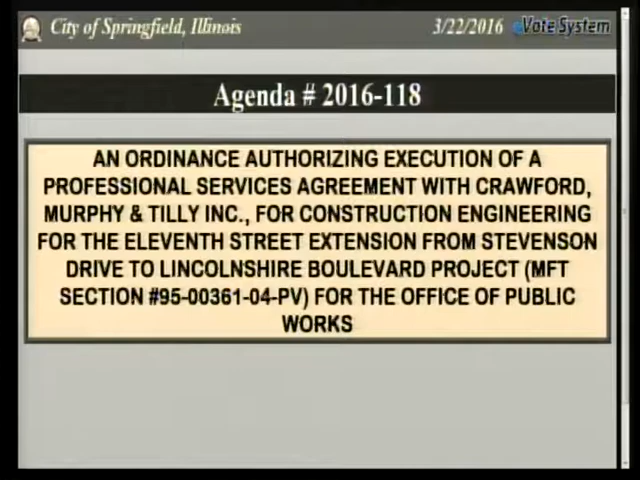 City of Springfield, Illinois 3/22/2016 eVote System
Agenda # 2016-118
AN ORDINANCE AUTHORIZING EXECUTION OF A
PROFESSIONAL SERVICES AGREEMENT WITH CRAWFORD,
MURPHY & TILLY INC., FOR CONSTRUCTION ENGINEERING
FOR THE ELEVENTH STREET EXTENSION FROM STEVENSON
DRIVE TO LINCOLNSHIRE BOULEVARD PROJECT (MFT
SECTION #95-00361-04-PV) FOR THE OFFICE OF PUBLIC
WORKS